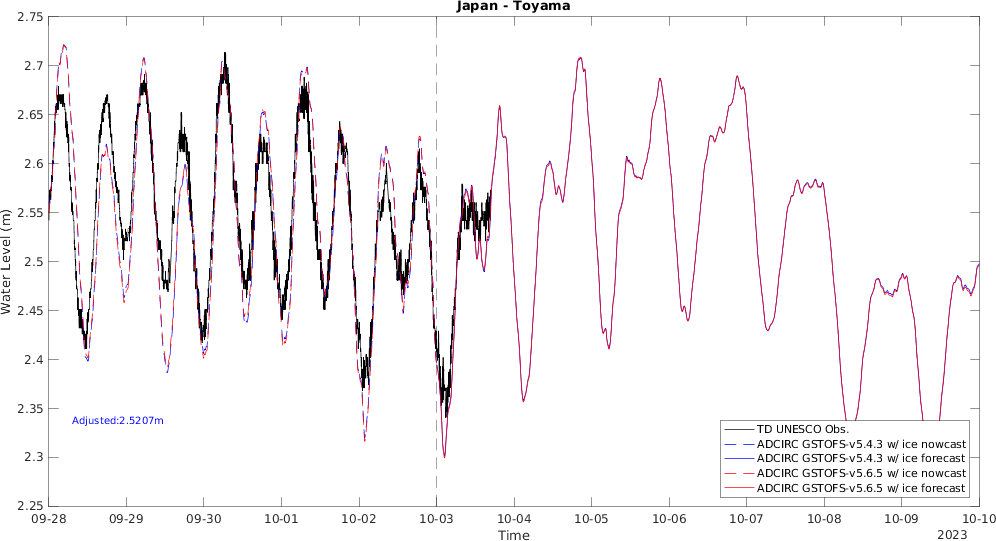 Japan - Toyama
Water Level (m)
2.75
2.7
2.65
2.6
2.55
2.5
2.45
2.4
2.35
2.3
2.25
Adjusted:2.5207m
TD UNESCO Obs.
ADCIRC GSTOFS-v5.4.3 w/ ice nowcast
ADCIRC GSTOFS-v5.4.3 w/ ice forecast
ADCIRC GSTOFS-v5.6.5 w/ ice nowcast
ADCIRC GSTOFS-v5.6.5 w/ ice forecast
09-28 09-29 09-30 10-01 10-02 10-03 10-04 10-05 10-06 10-07 10-08 10-09 10-10
Time
2023